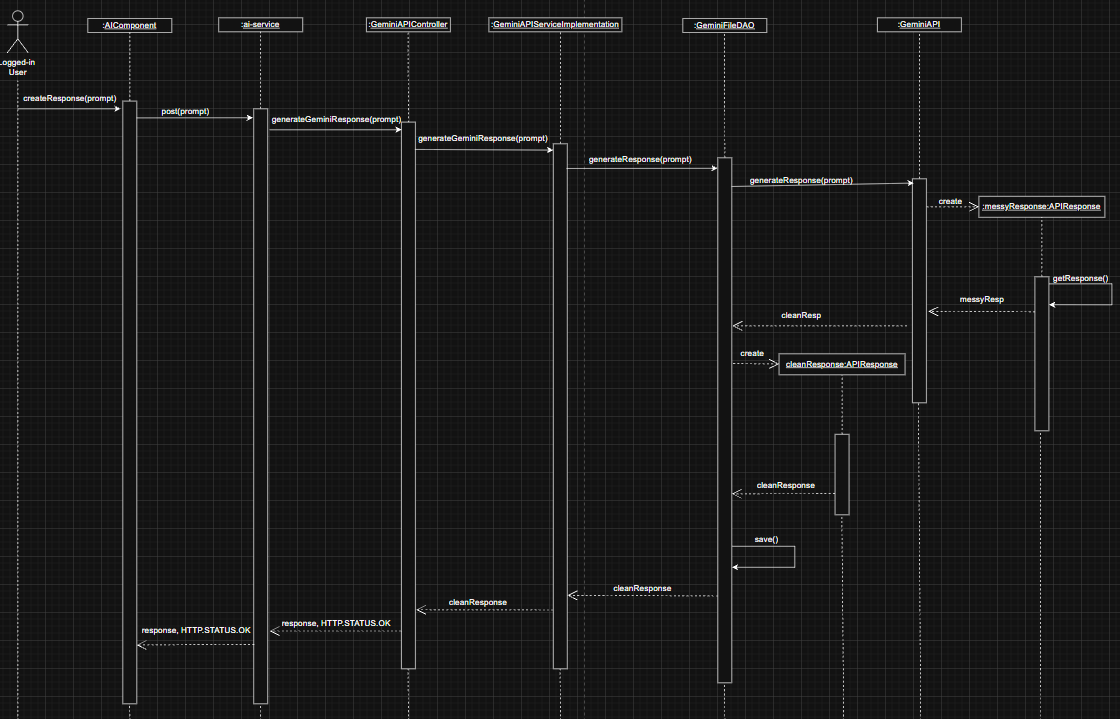 :AIComponent
:ai-service
:GeminiAPIController
:GeminiAPIServiceImplementation
:GeminiFileDAO
:GeminiAPI
Logged-in
User
createResponse(prompt)
post(prompt)
generateGeminiResponse(prompt)
generateGeminiResponse(prompt)
generateResponse(prompt)
generateResponse(prompt)
create
:messyResponse:APIResponse
getResponse()
messyResp
cleanResp
create
cleanResponse:APIResponse
cleanResponse
save()
cleanResponse
cleanResponse
response, HTTP.STATUS.OK
response, HTTP.STATUS.OK